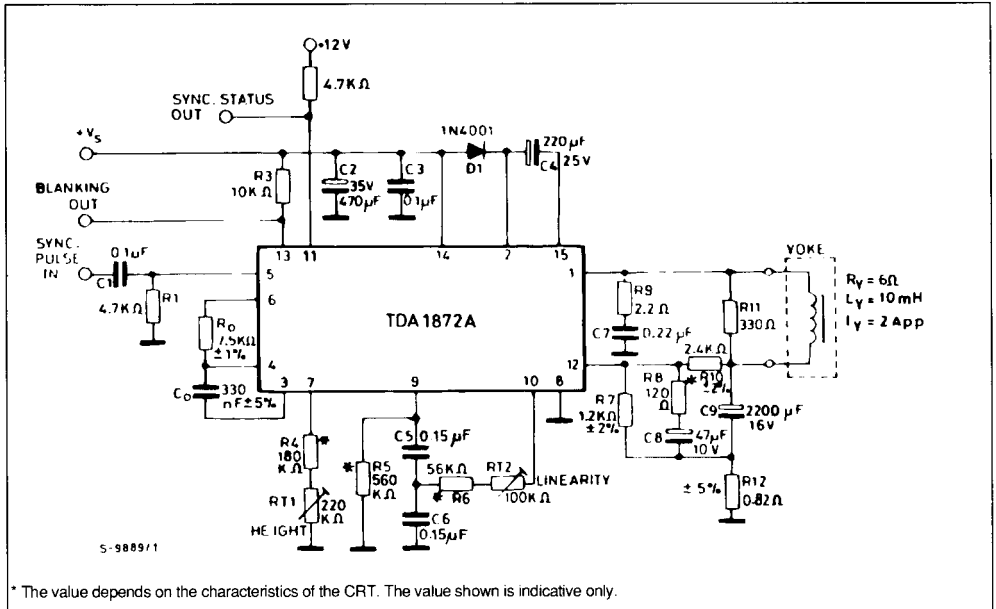 +12V
4.7KΩ
SYNC. STATUS
OUT
+Vs
1N4001
D1
220µF
C4
25V
R3
10KΩ
C2
35V
470µF
C3
0.1µF
BLANKING
OUT
SYNC.
PULSE
IN
0.1µF
C1
R1
4.7KΩ
13
11
14
2
15
5
6
4
3
7
9
10
8
1
12
TDA1872A
Ro
7.5KΩ
±1%
Co
330
nF±5%
R4
180
KΩ
*
RT1
220
KΩ
HEIGHT
*
R5
560
KΩ
C5
0.15µF
56KΩ
*
R6
RT2
100KΩ
LINEARITY
C6
0.15µF
R9
2.2Ω
C7
0.22µF
R11
330Ω
YOKE
Ry=6Ω
Ly=10mH
Iy=2App
2.4KΩ
R10
±2%
R7
1.2KΩ
±2%
*
R8
120
Ω
C8
47µF
10V
C9
2200µF
16V
±5%
R12
0.82Ω
S-9889/1
* The value depends on the characteristics of the CRT. The value shown is indicative only.